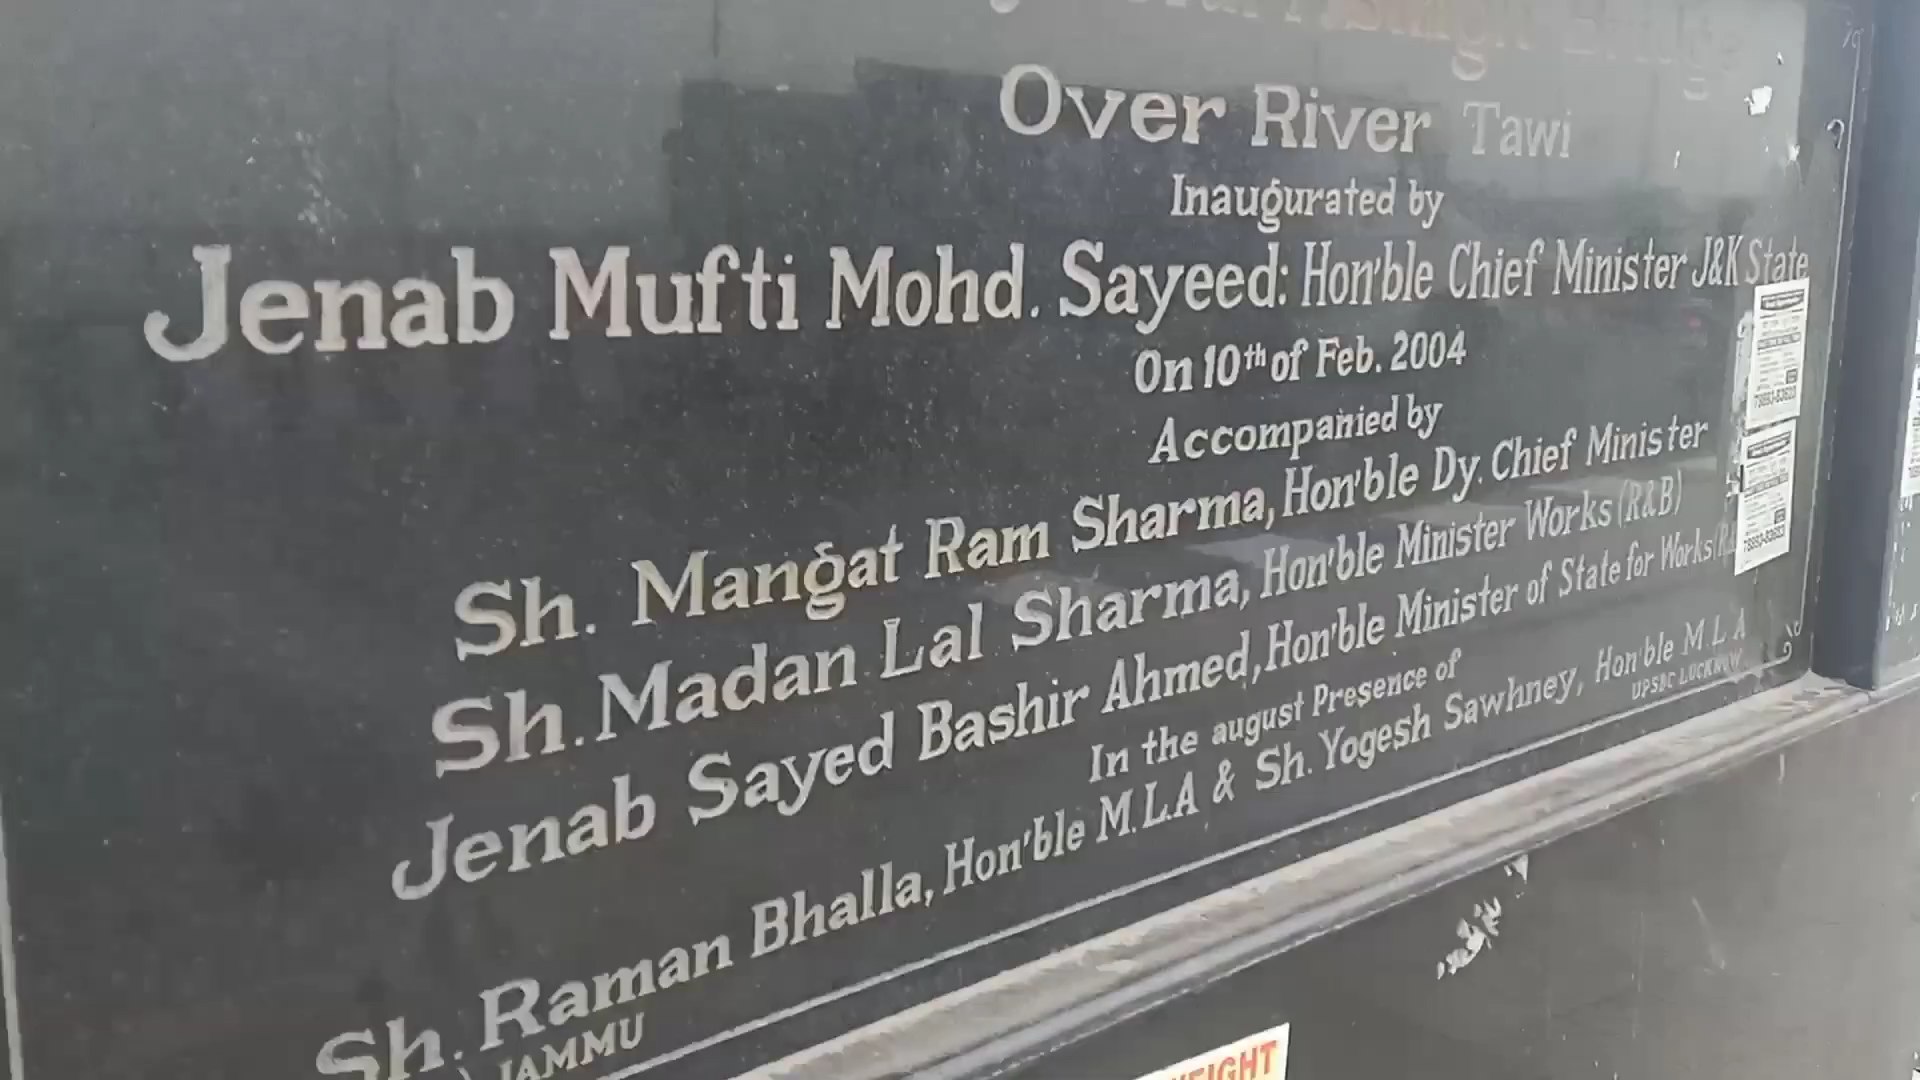 Over River Tawi
Inaugurated by
Jenab Mufti Mohd. Sayeed: Hon'ble Chief Minister J&K State
On 10th of Feb. 2004
Accompanied by
Sh. Mangat Ram Sharma, Hon'ble Dy. Chief Minister
Sh. Madan Lal Sharma, Hon'ble Minister Works (R&B)
Jenab Sayed Bashir Ahmed, Hon'ble Minister of State for Works
In the august Presence of
Sh. Raman Bhalla, Hon'ble M.L.A & Sh. Yogesh Sawhney, Hon'ble M.L.A
JAMMU
UPSBC LUCKNOW